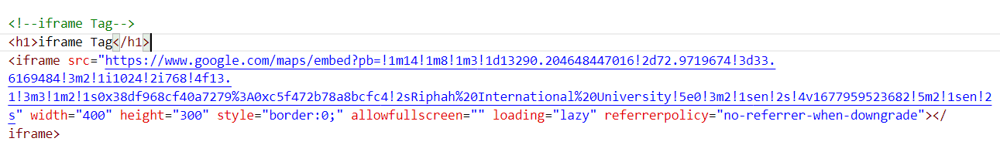 <!--iframe Tag-->
<h1>iframe Tag</h1>
<iframe src="https://www.google.com/maps/embed?pb=!1m14!1m8!1m3!1d13290.204648447016!2d72.9719674!3d33.
6169484!3m2!1i1024!2i768!4f13.
1!3m3!1m2!1s0x38df968cf40a7279%3A0xc5f472b78a8bcfc4!2sRiphah%20International%20University!5e0!3m2!1sen!2s!4v1677959523682!5m2!1sen!2
s" width="400" height="300" style="border:0;" allowfullscreen="" loading="lazy" referrerpolicy="no-referrer-when-downgrade"></
iframe>